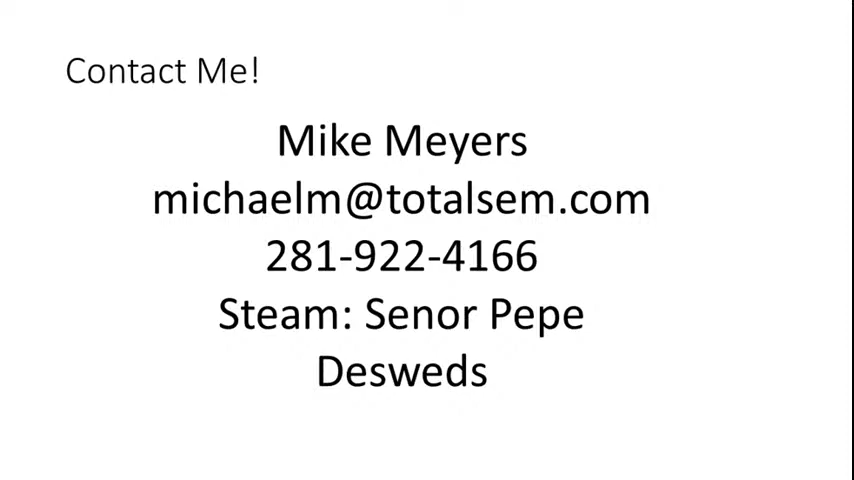 Contact Me!
Mike Meyers
michaelm@totalsem.com
281-922-4166
Steam: Senor Pepe
Desweds